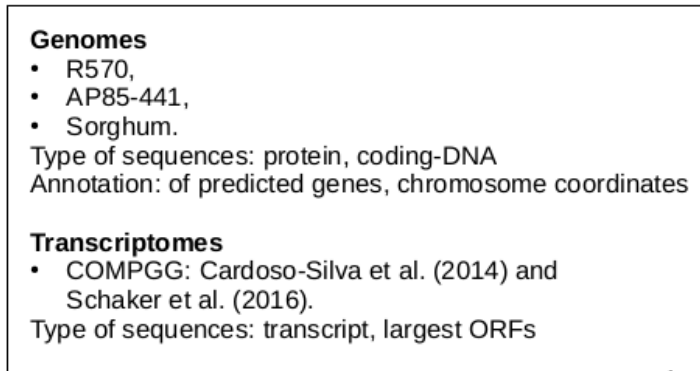 Genomes
• R570,
• AP85-441,
• Sorghum.
Type of sequences: protein, coding-DNA
Annotation: of predicted genes, chromosome coordinates
Transcriptomes
• COMPGG: Cardoso-Silva et al. (2014) and
Schaker et al. (2016).
Type of sequences: transcript, largest ORFs